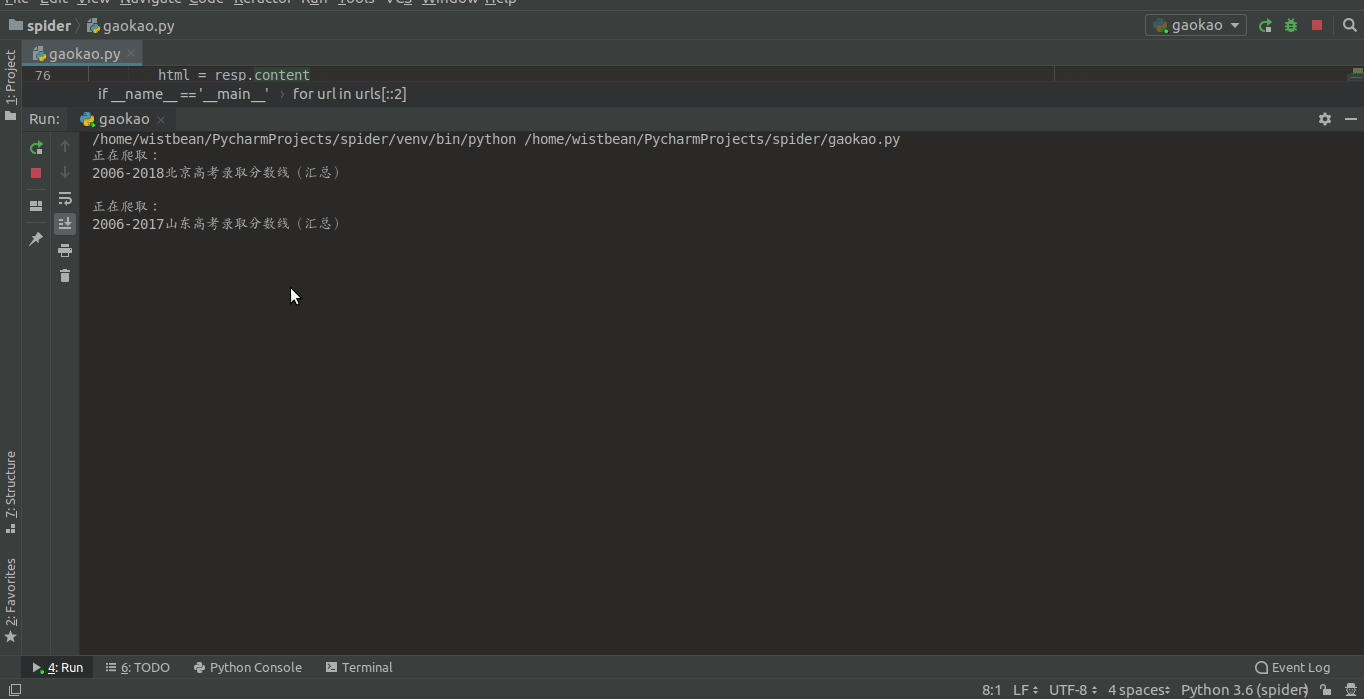 File Edit View Navigate Code Refactor Run Tools VCS Window Help
spider gaokao.py
gaokao
gaokao.py
1: Project
76 html = resp.content
if __name__ == '__main__' › for url in urls[::2]
Run: gaokao
/home/wistbean/PycharmProjects/spider/venv/bin/python /home/wistbean/PycharmProjects/spider/gaokao.py
正在爬取：
2006-2018北京高考录取分数线（汇总）
正在爬取：
2006-2017山东高考录取分数线（汇总）
7: Structure
2: Favorites
4: Run 6: TODO Python Console Terminal Event Log
8:1 LF UTF-8 4 spaces Python 3.6 (spider)